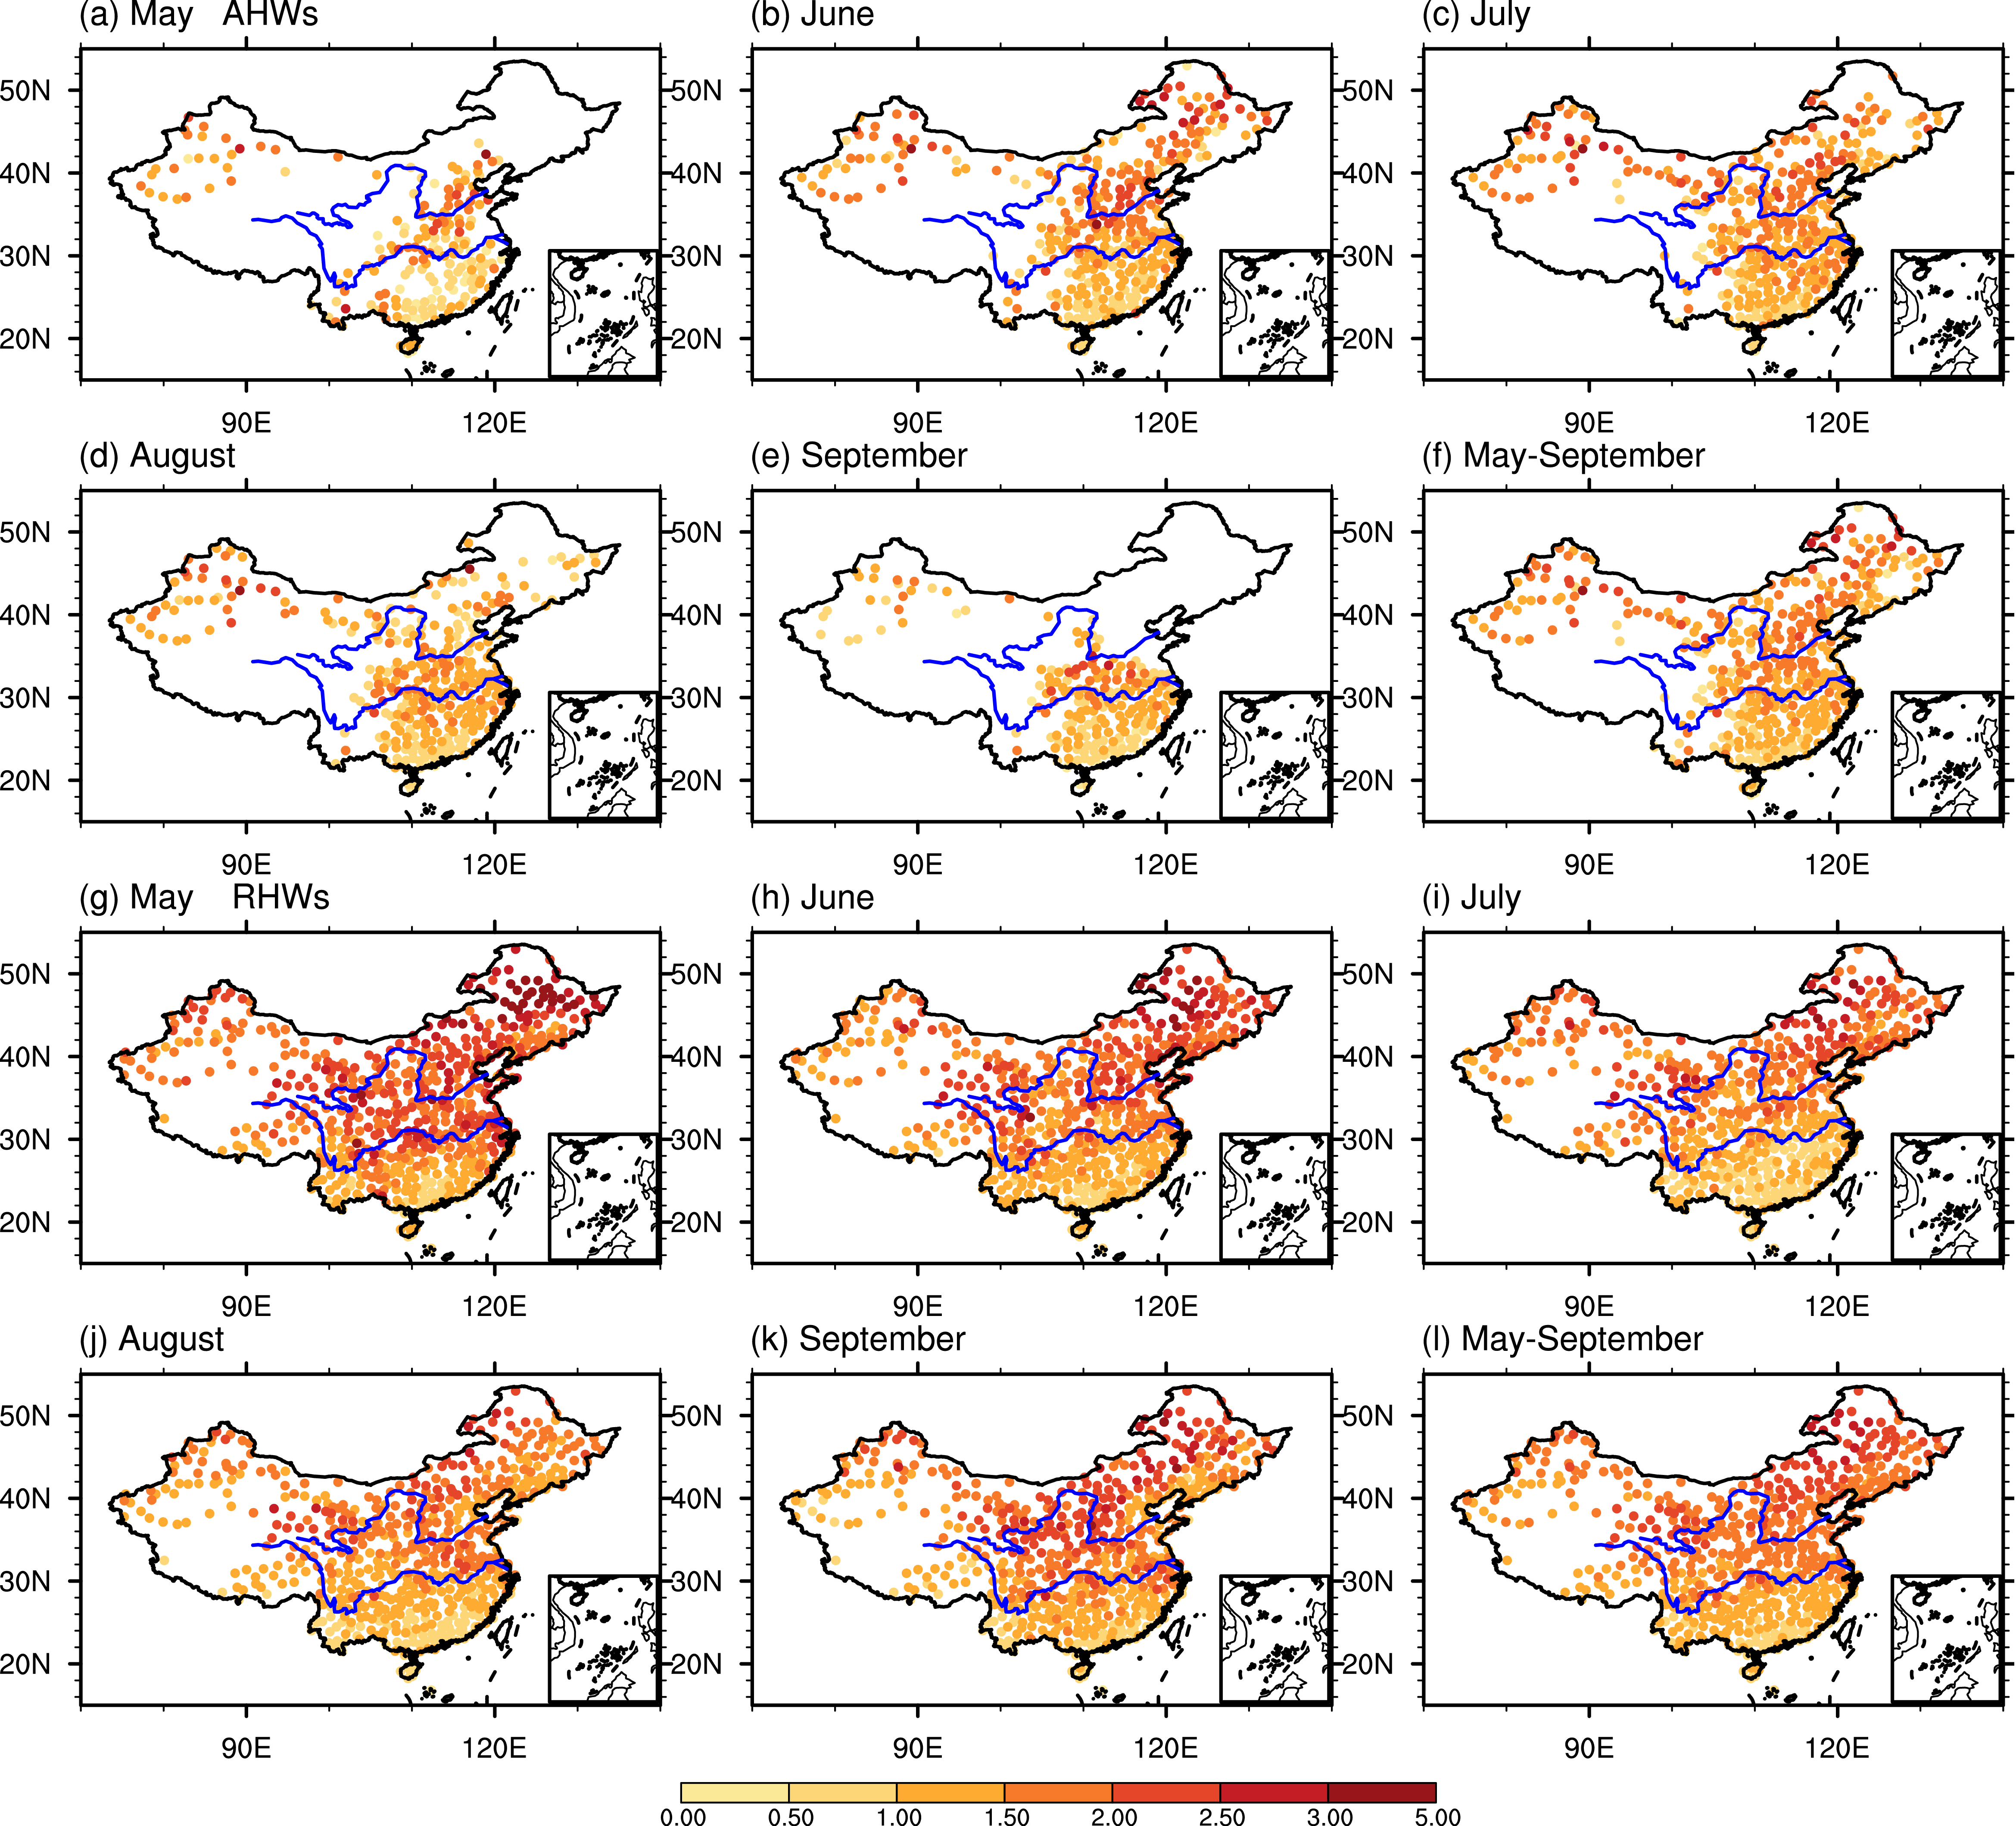 (a) May AHWs
(b) June
(c) July
50N
40N
30N
20N
50N
40N
30N
20N
50N
40N
30N
20N
90E
120E
90E
120E
90E
120E
(d) August
(e) September
(f) May-September
50N
40N
30N
20N
50N
40N
30N
20N
50N
40N
30N
20N
90E
120E
90E
120E
90E
120E
(g) May RHWs
(h) June
(i) July
50N
40N
30N
20N
50N
40N
30N
20N
50N
40N
30N
20N
90E
120E
90E
120E
90E
120E
(j) August
(k) September
(l) May-September
50N
40N
30N
20N
50N
40N
30N
20N
50N
40N
30N
20N
90E
120E
90E
120E
90E
120E
0.00 0.50 1.00 1.50 2.00 2.50 3.00 5.00